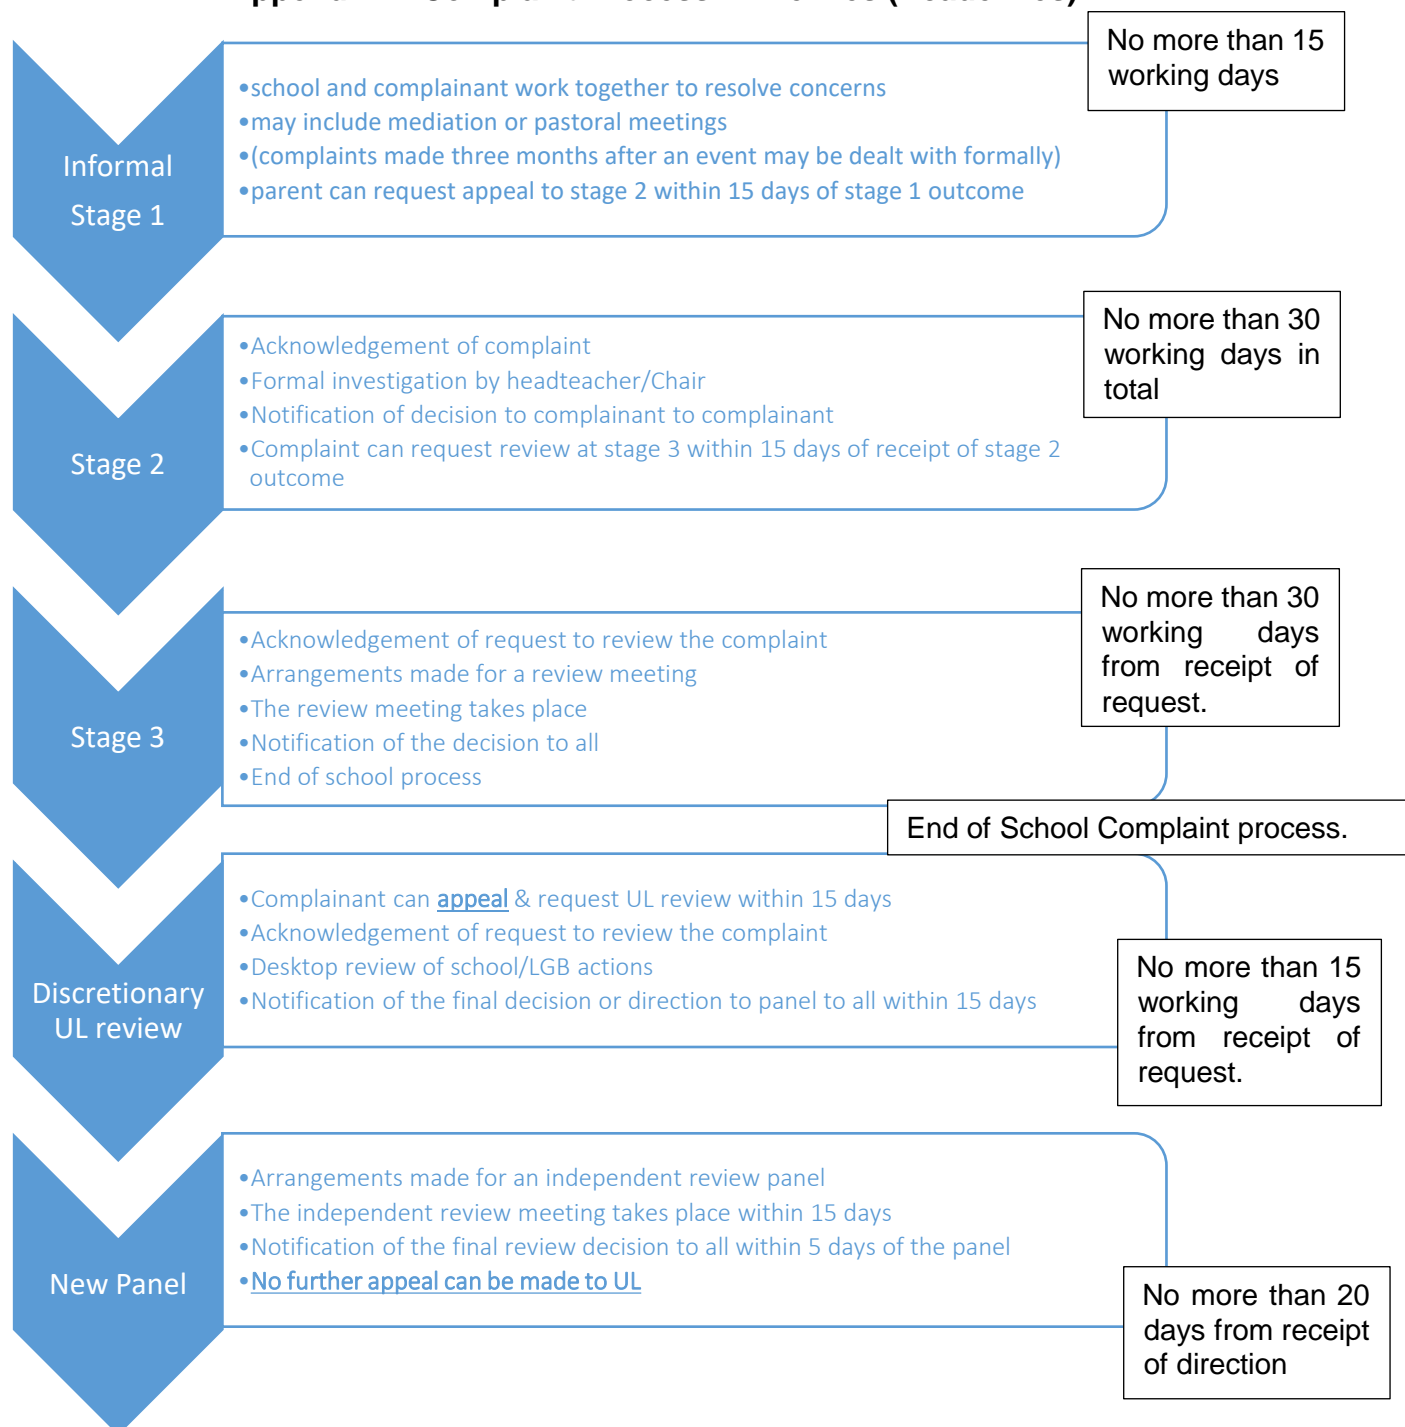 No more than 15
working days
Informal
Stage 1
•school and complainant work together to resolve concerns
•may include mediation or pastoral meetings
•(complaints made three months after an event may be dealt with formally)
•parent can request appeal to stage 2 within 15 days of stage 1 outcome
No more than 30
working days in
total
Stage 2
•Acknowledgement of complaint
•Formal investigation by headteacher/Chair
•Notification of decision to complainant to complainant
•Complaint can request review at stage 3 within 15 days of receipt of stage 2
outcome
No more than 30
working days
from receipt of
request.
Stage 3
•Acknowledgement of request to review the complaint
•Arrangements made for a review meeting
•The review meeting takes place
•Notification of the decision to all
•End of school process
End of School Complaint process.
Discretionary
UL review
•Complainant can appeal & request UL review within 15 days
•Acknowledgement of request to review the complaint
•Desktop review of school/LGB actions
•Notification of the final decision or direction to panel to all within 15 days
No more than 15
working days
from receipt of
request.
New Panel
•Arrangements made for an independent review panel
•The independent review meeting takes place within 15 days
•Notification of the final review decision to all within 5 days of the panel
•No further appeal can be made to UL
No more than 20
days from receipt
of direction